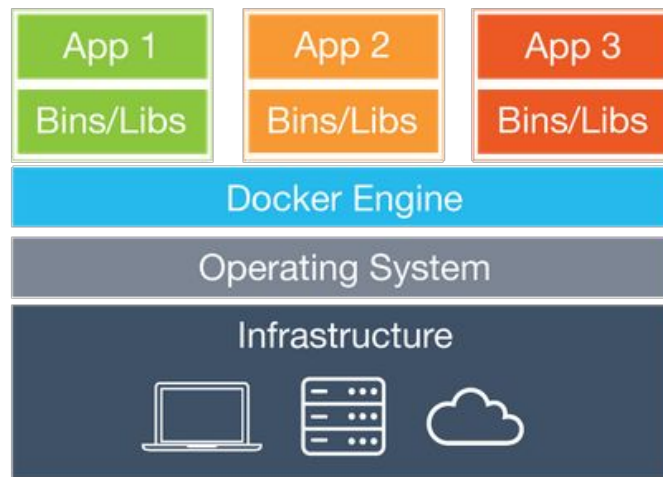 App 1
App 2
App 3
Bins/Libs
Bins/Libs
Bins/Libs
Docker Engine
Operating System
Infrastructure